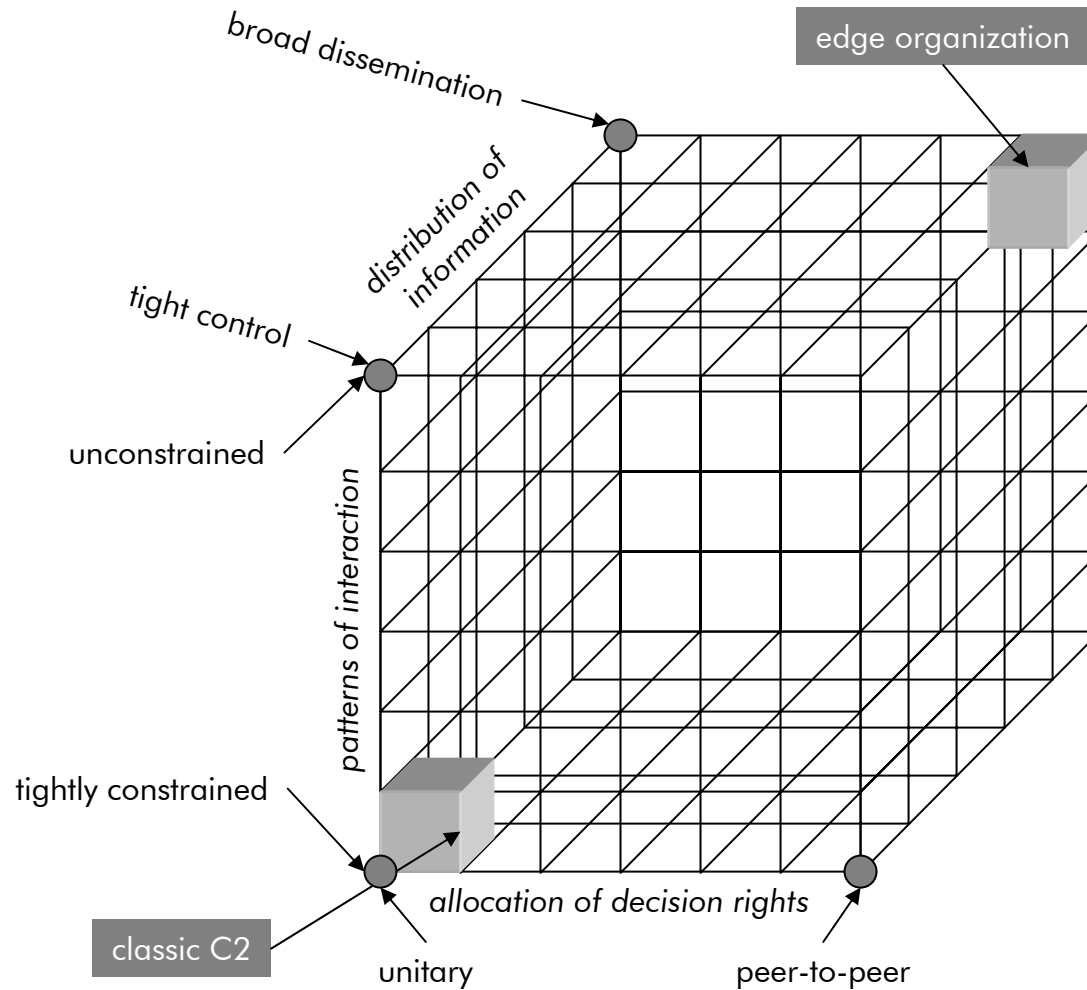 broad dissemination
edge organization
distribution of
information
tight control
unconstrained
patterns of interaction
tightly constrained
allocation of decision rights
classic C2
unitary
peer-to-peer